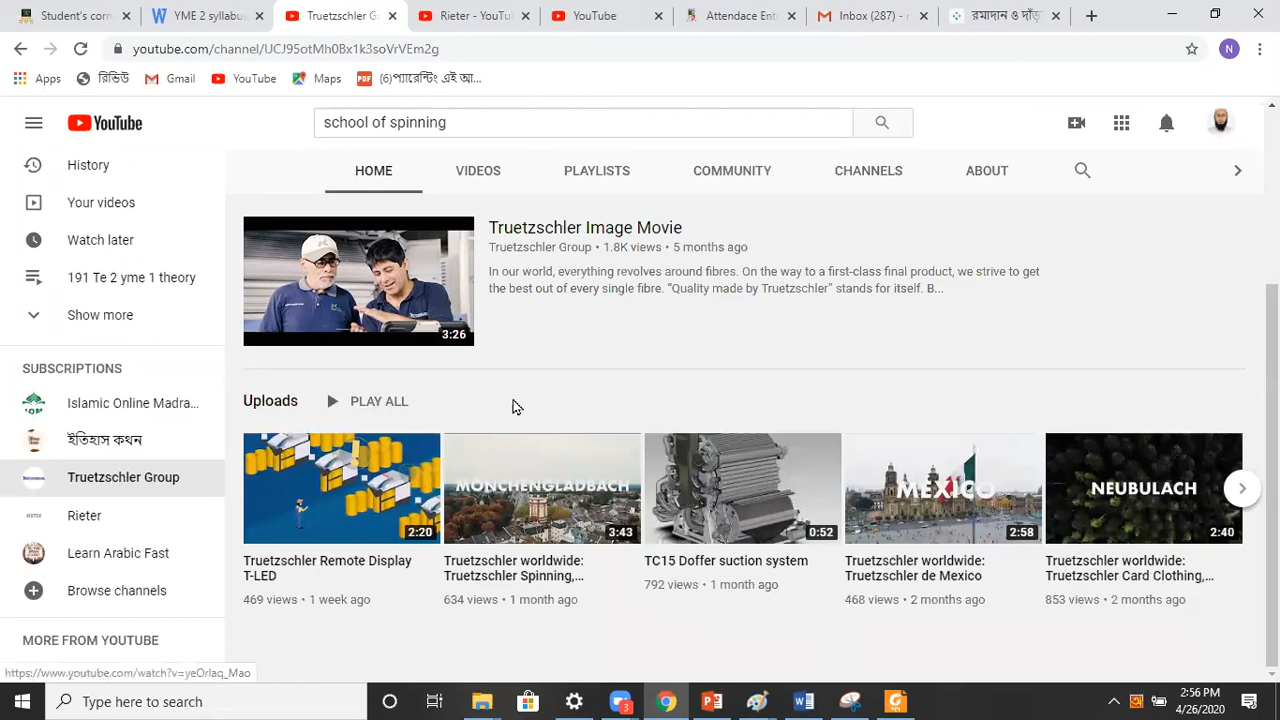 Student's corn
YME 2 syllabus
Truetzschler G
Rieter - YouTu
YouTube
Attendace Ent
Inbox (287) - n
রমাদান ও দাঁড়
youtube.com/channel/UCJ95otMh0Bx1k3soVrVEm2g
N
Apps
রিভিউ
Gmail
YouTube
Maps
PDF
(6)প্যারেন্টিং এই আ...
YouTube
school of spinning
History
HOME
VIDEOS
PLAYLISTS
COMMUNITY
CHANNELS
ABOUT
Your videos
Watch later
191 Te 2 yme 1 theory
Show more
Truetzschler Image Movie
Truetzschler Group • 1.8K views • 5 months ago
In our world, everything revolves around fibres. On the way to a first-class final product, we strive to get
the best out of every single fibre. "Quality made by Truetzschler" stands for itself. B...
3:26
SUBSCRIPTIONS
Islamic Online Madra...
ইতিহাস কথন
Truetzschler Group
RIETER
Rieter
Learn Arabic Fast
Browse channels
MORE FROM YOUTUBE
Uploads
PLAY ALL
2:20
MÖNCHENGLADBACH
3:43
0:52
MEXICO
2:58
NEUBULACH
2:40
Truetzschler Remote Display
T-LED
469 views • 1 week ago
Truetzschler worldwide:
Truetzschler Spinning,...
634 views • 1 month ago
TC15 Doffer suction system
792 views • 1 month ago
Truetzschler worldwide:
Truetzschler de Mexico
468 views • 2 months ago
Truetzschler worldwide:
Truetzschler Card Clothing,...
853 views • 2 months ago
https://www.youtube.com/watch?v=yeOrlaq_Mao
Type here to search
3
2:56 PM
4/26/2020